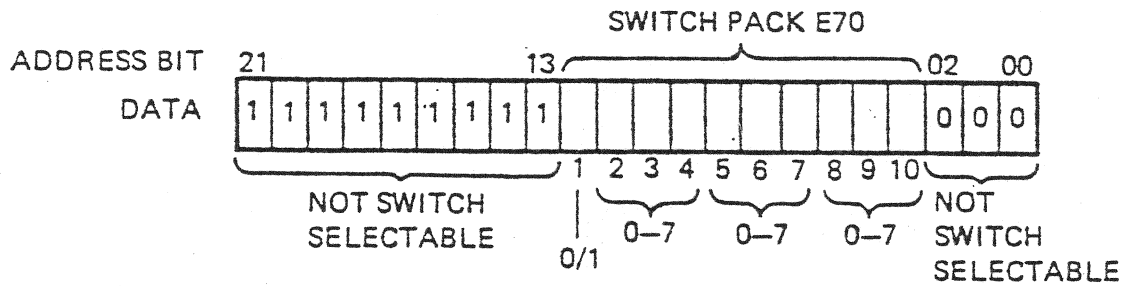 SWITCH PACK E70
ADDRESS BIT 21 13 02 00
DATA 1 1 1 1 1 1 1 1 1 0 0 0
1 2 3 4 5 6 7 8 9 10
NOT SWITCH
SELECTABLE
0/1
0–7 0–7 0–7
NOT
SWITCH
SELECTABLE